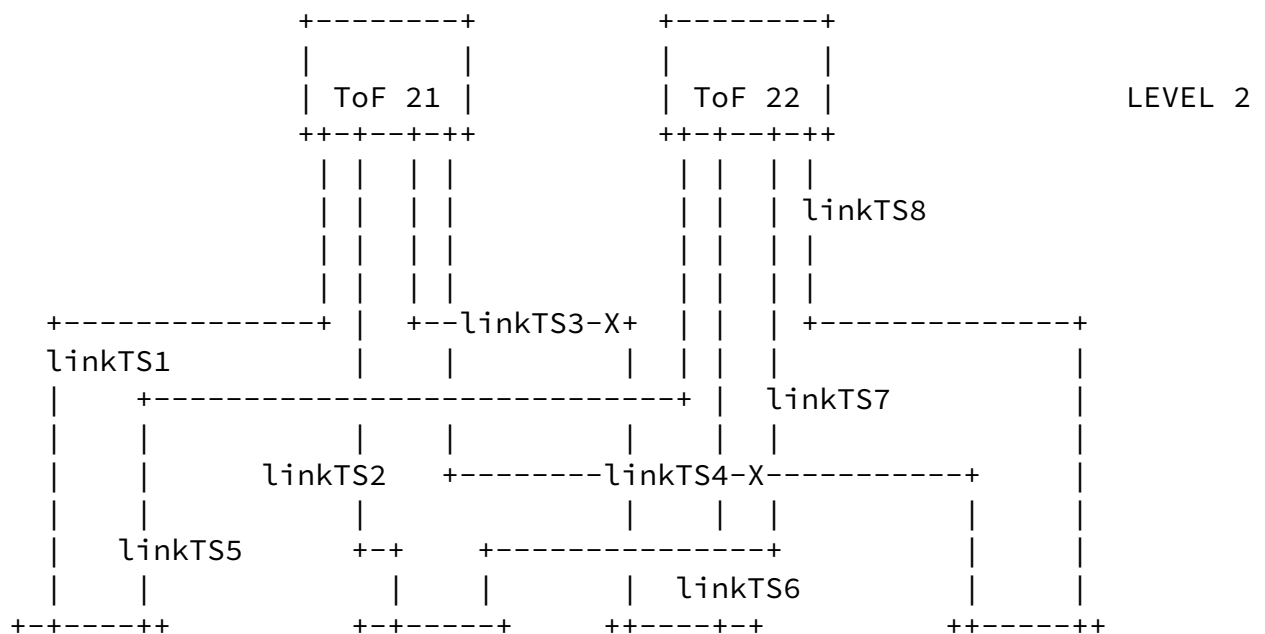 ToF 21 ToF 22 LEVEL 2
linkTS8
linkTS3-X
linkTS1
linkTS7
linkTS2 linkTS4-X
linkTS5
linkTS6